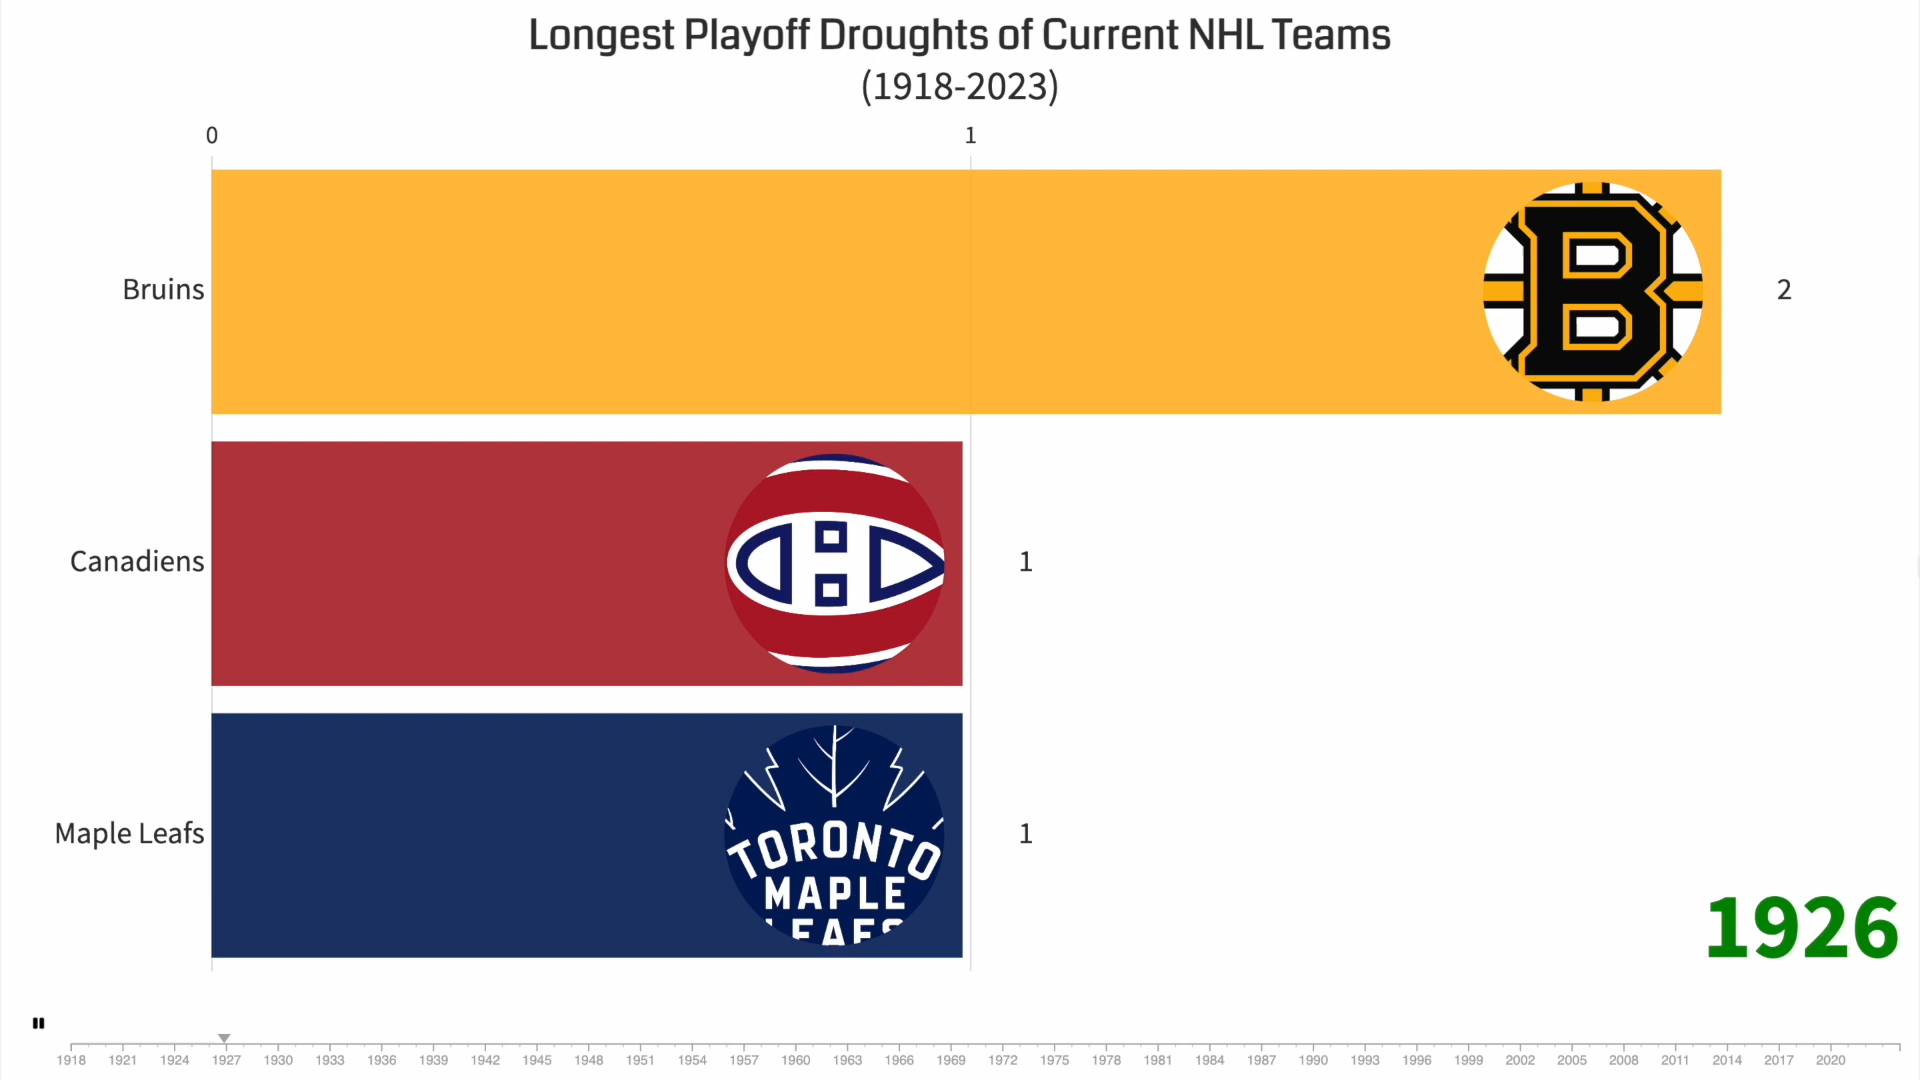 Longest Playoff Droughts of Current NHL Teams
(1918-2023)
0 1
Bruins
B
2
Canadiens
1
Maple Leafs
TORONTO
MAPLE
LEAFS
1
1926
1918 1921 1924 1927 1930 1933 1936 1939 1942 1945 1948 1951 1954 1957 1960 1963 1966 1969 1972 1975 1978 1981 1984 1987 1990 1993 1996 1999 2002 2005 2008 2011 2014 2017 2020